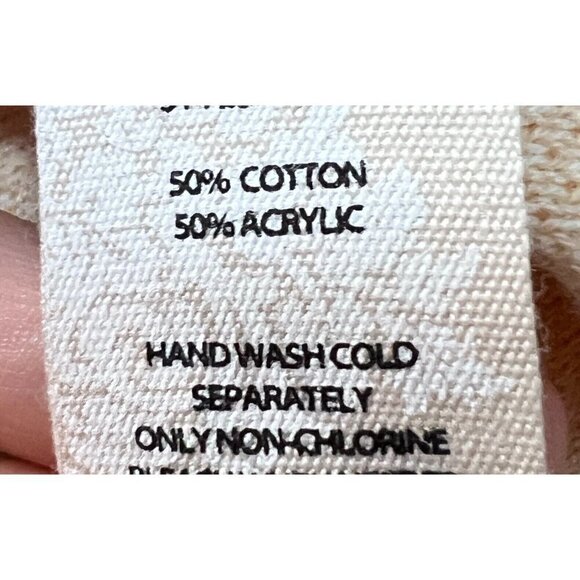 50% COTTON
50% ACRYLIC
HAND WASH COLD
SEPARATELY
ONLY NON-CHLORINE